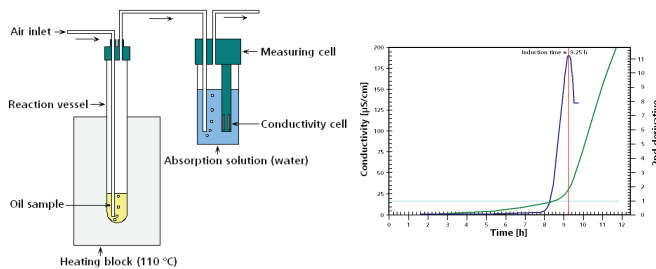 Air inlet
Measuring cell
Reaction vessel
Conductivity cell
Absorption solution (water)
Oil sample
Heating block (110 °C)
Induction time = 9.25 h
Conductivity [µS/cm]
200
175
150
125
100
75
50
25
0
0 1 2 3 4 5 6 7 8 9 10 11 12
Time [h]
11
10
9
8
7
6
5
4
3
2
1
0
2nd derivative